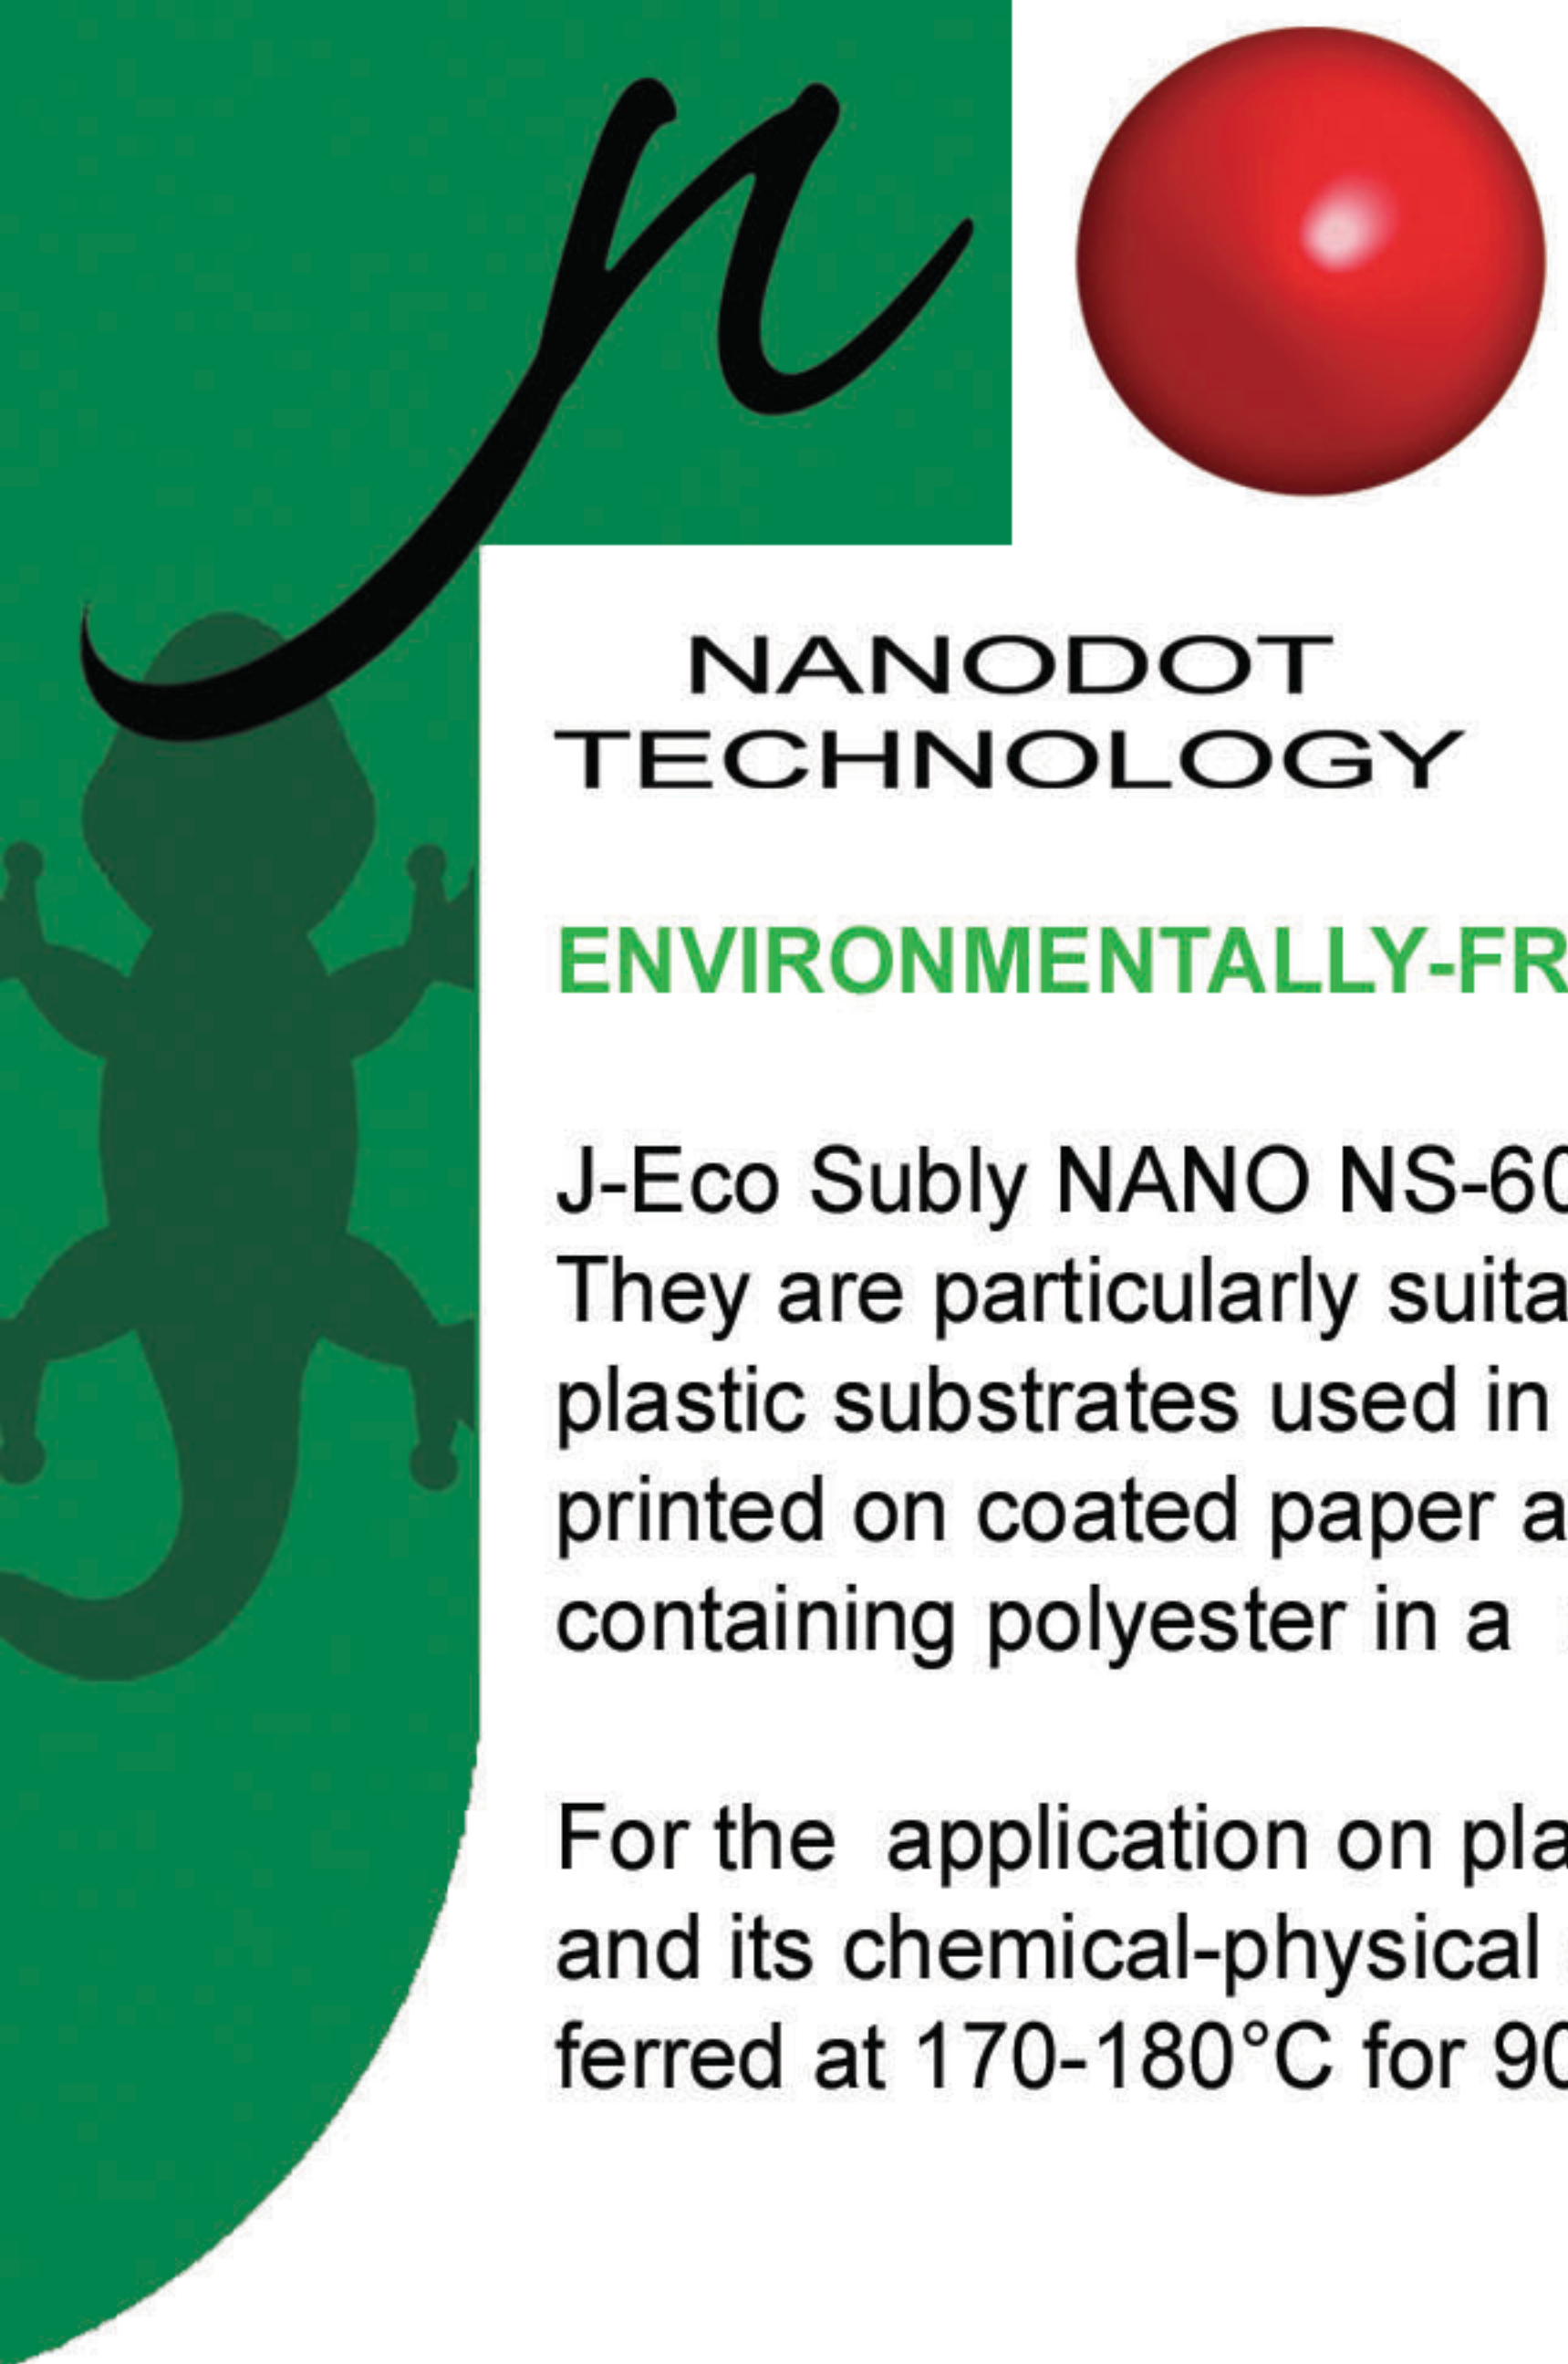 n
NANODOT
TECHNOLOGY
ENVIRONMENTALLY-FR
J-Eco Subly NANO NS-60
They are particularly suita
plastic substrates used in
printed on coated paper a
containing polyester in a
For the application on pla
and its chemical-physical
ferred at 170-180°C for 90